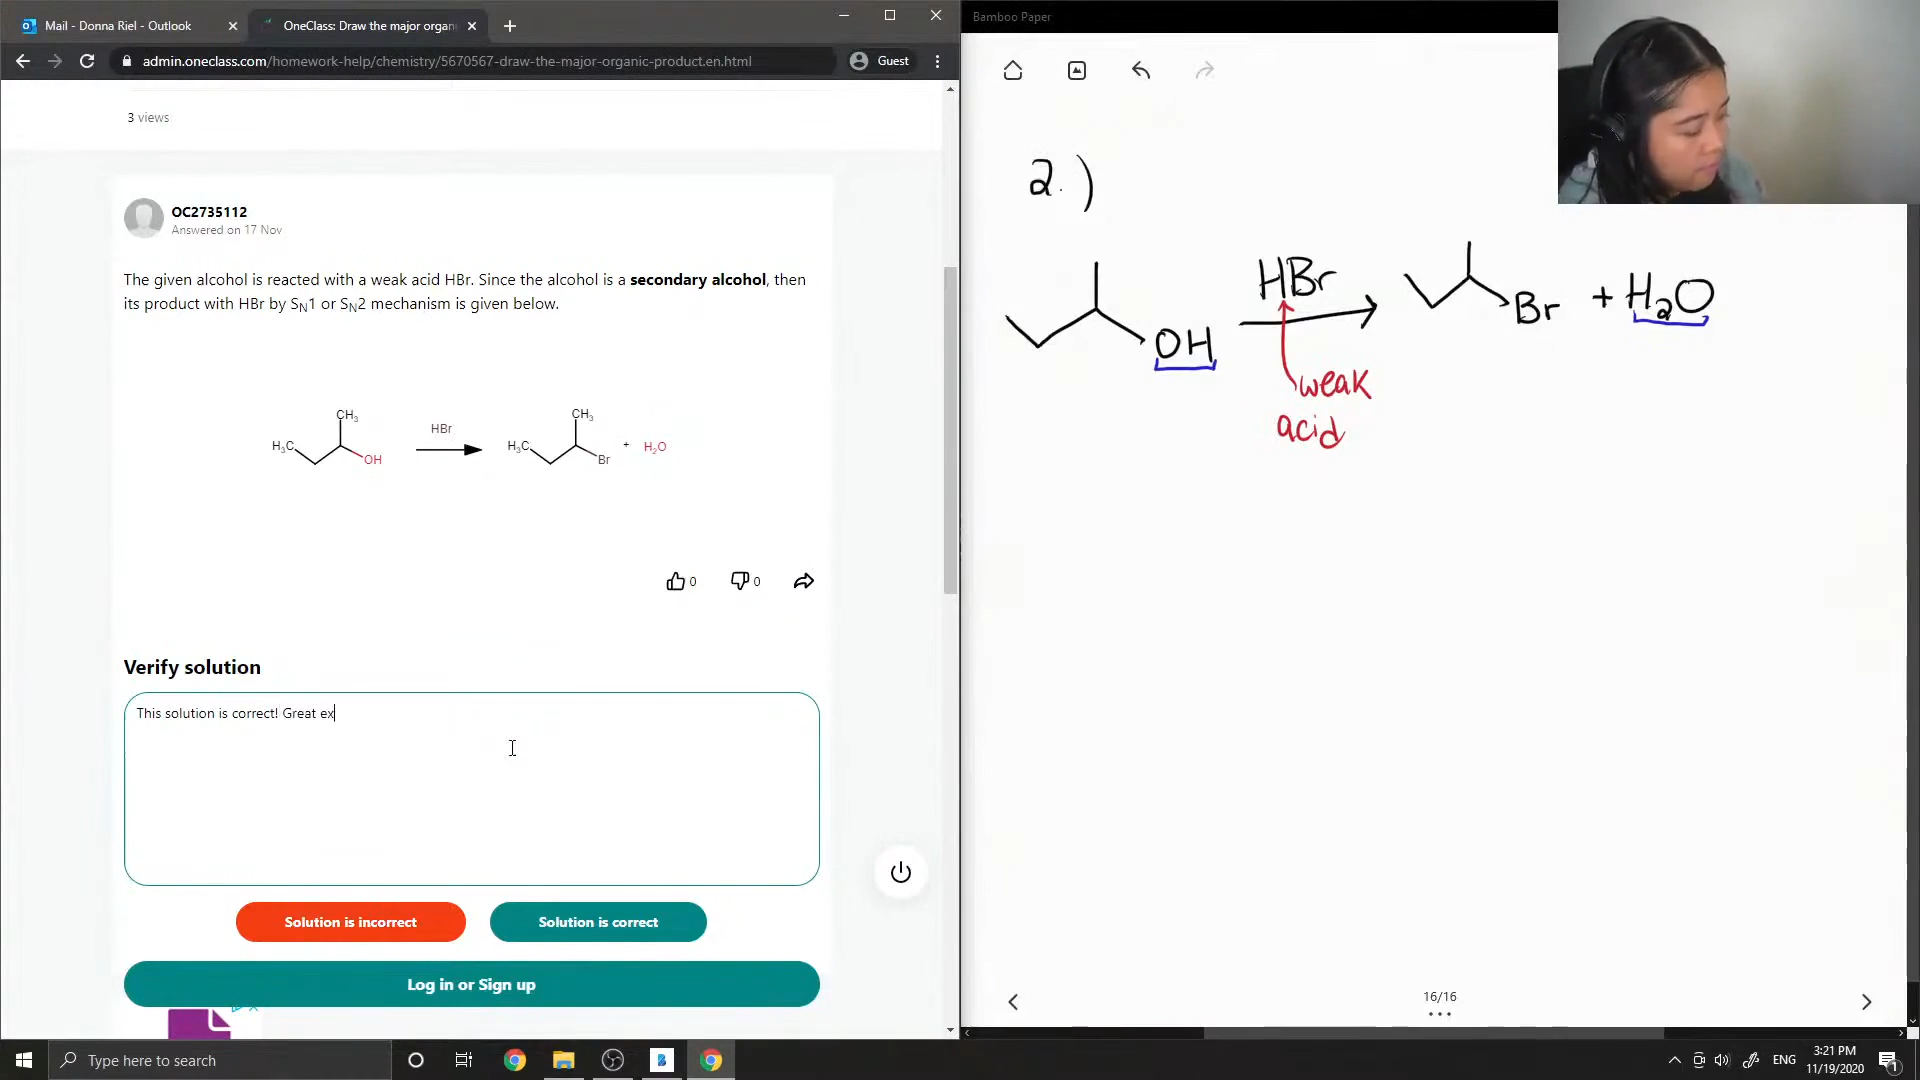 Mail - Donna Riel - Outlook
OneClass: Draw the major organ
admin.oneclass.com/homework-help/chemistry/5670567-draw-the-major-organic-product.en.html
Guest
3 views
OC2735112
Answered on 17 Nov
The given alcohol is reacted with a weak acid HBr. Since the alcohol is a secondary alcohol, then
its product with HBr by SN1 or SN2 mechanism is given below.
CH3
H3C
OH
HBr
CH3
H3C
Br
+
H2O
0
0
Verify solution
This solution is correct! Great ex
Solution is incorrect
Solution is correct
Log in or Sign up
Bamboo Paper
2.)
OH
HBr
weak
acid
Br
+ H2O
16/16
Type here to search
ENG
3:21 PM
11/19/2020
1